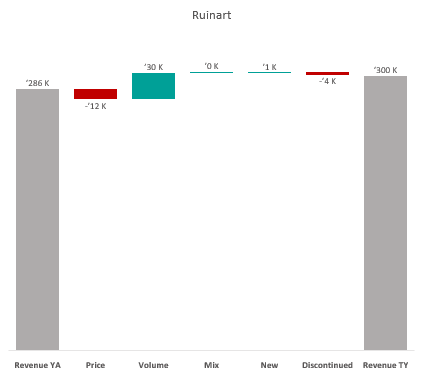 Ruinart
'286 K
-'12 K
'30 K
'0 K
'1 K
-'4 K
'300 K
Revenue YA
Price
Volume
Mix
New
Discontinued
Revenue TY